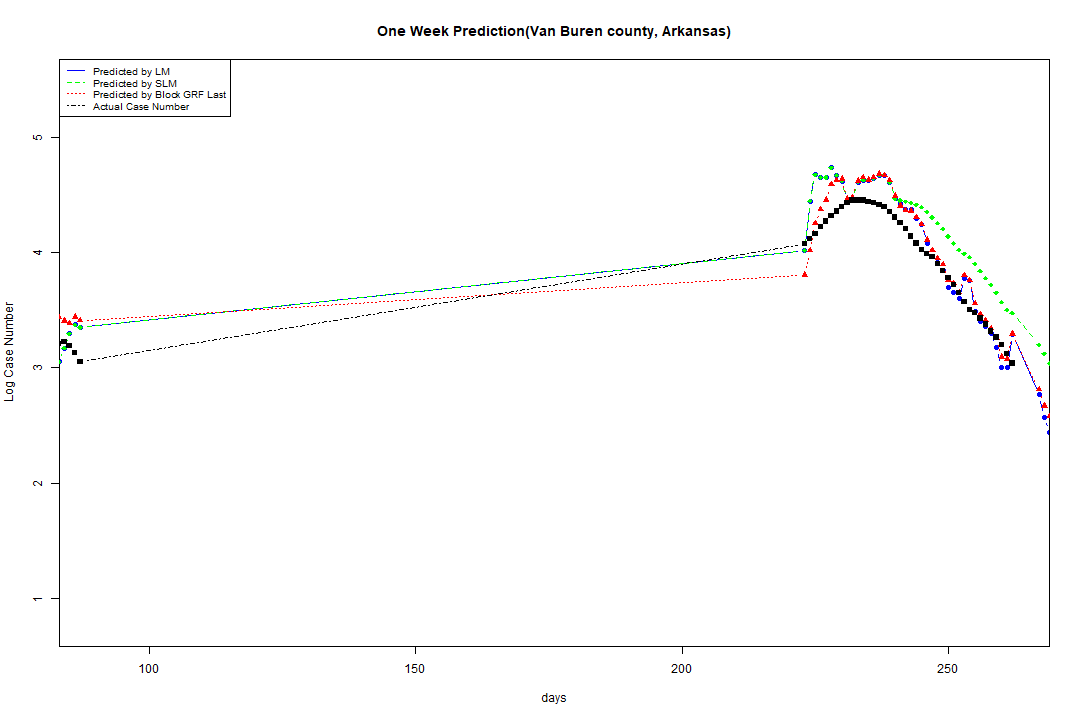 One Week Prediction(Van Buren county, Arkansas)
Predicted by LM
Predicted by SLM
Predicted by Block GRF Last
Actual Case Number
5
4
3
2
1
Log Case Number
100 150 200 250
days